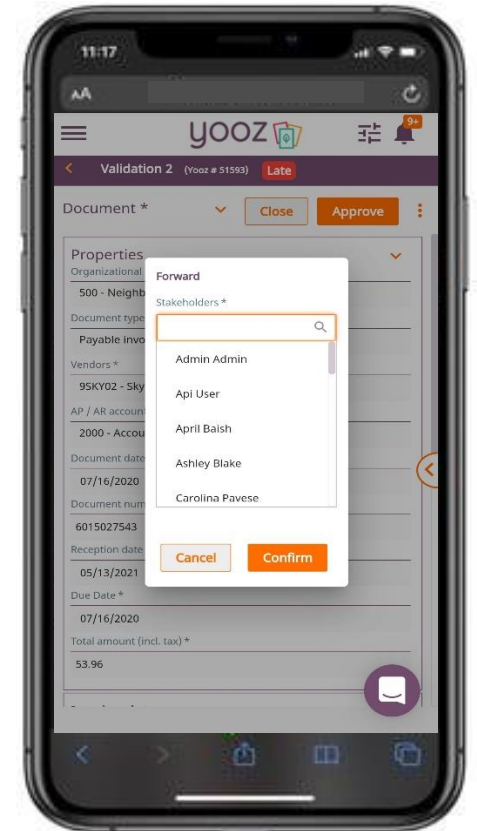 11:17
AA
yooz
9+
Validation 2 (Yooz # 51593) Late
Document *
Close
Approve
Properties
Organizational
500 - Neighb
Document type
Payable invo
Vendors *
9SKY02 - Sky
AP / AR account
2000 - Accou
Document date
07/16/2020
Document num
6015027543
Reception date
05/13/2021
Due Date *
07/16/2020
Total amount (incl. tax) *
53.96
Forward
Stakeholders *
Admin Admin
Api User
April Baish
Ashley Blake
Carolina Pavese
Cancel
Confirm